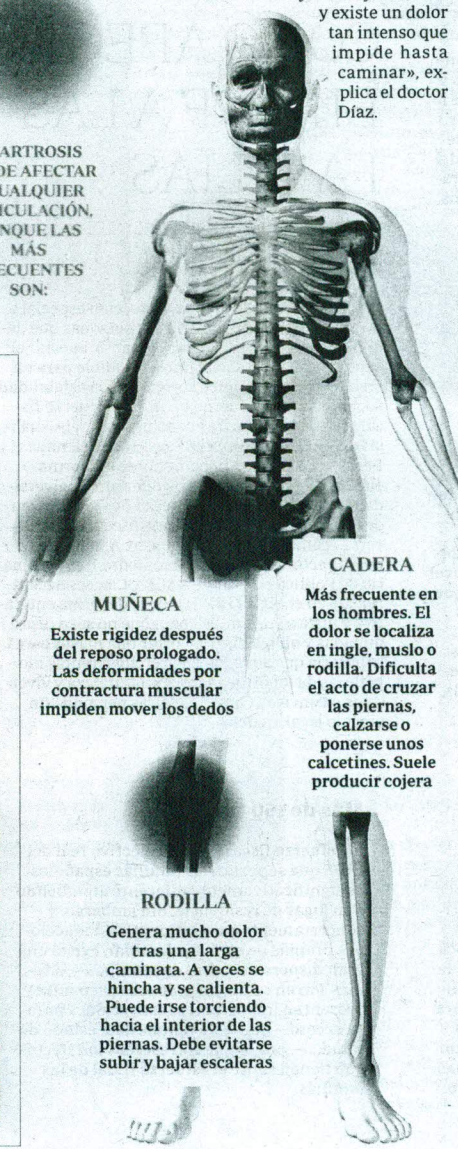 y existe un dolor
tan intenso que
impide hasta
caminar», ex-
plica el doctor
Díaz.
ARTROSIS
DE AFECTAR
UALQUIER
ICULACIÓN,
NQUE LAS
MÁS
ECUENTES
SON:
MUÑECA
Existe rigidez después
del reposo prologado.
Las deformidades por
contractura muscular
impiden mover los dedos
CADERA
Más frecuente en
los hombres. El
dolor se localiza
en ingle, muslo o
rodilla. Dificulta
el acto de cruzar
las piernas,
calzarse o
ponerse unos
calcetines. Suele
producir cojera
RODILLA
Genera mucho dolor
tras una larga
caminata. A veces se
hincha y se calienta.
Puede irse torciendo
hacia el interior de las
piernas. Debe evitarse
subir y bajar escaleras